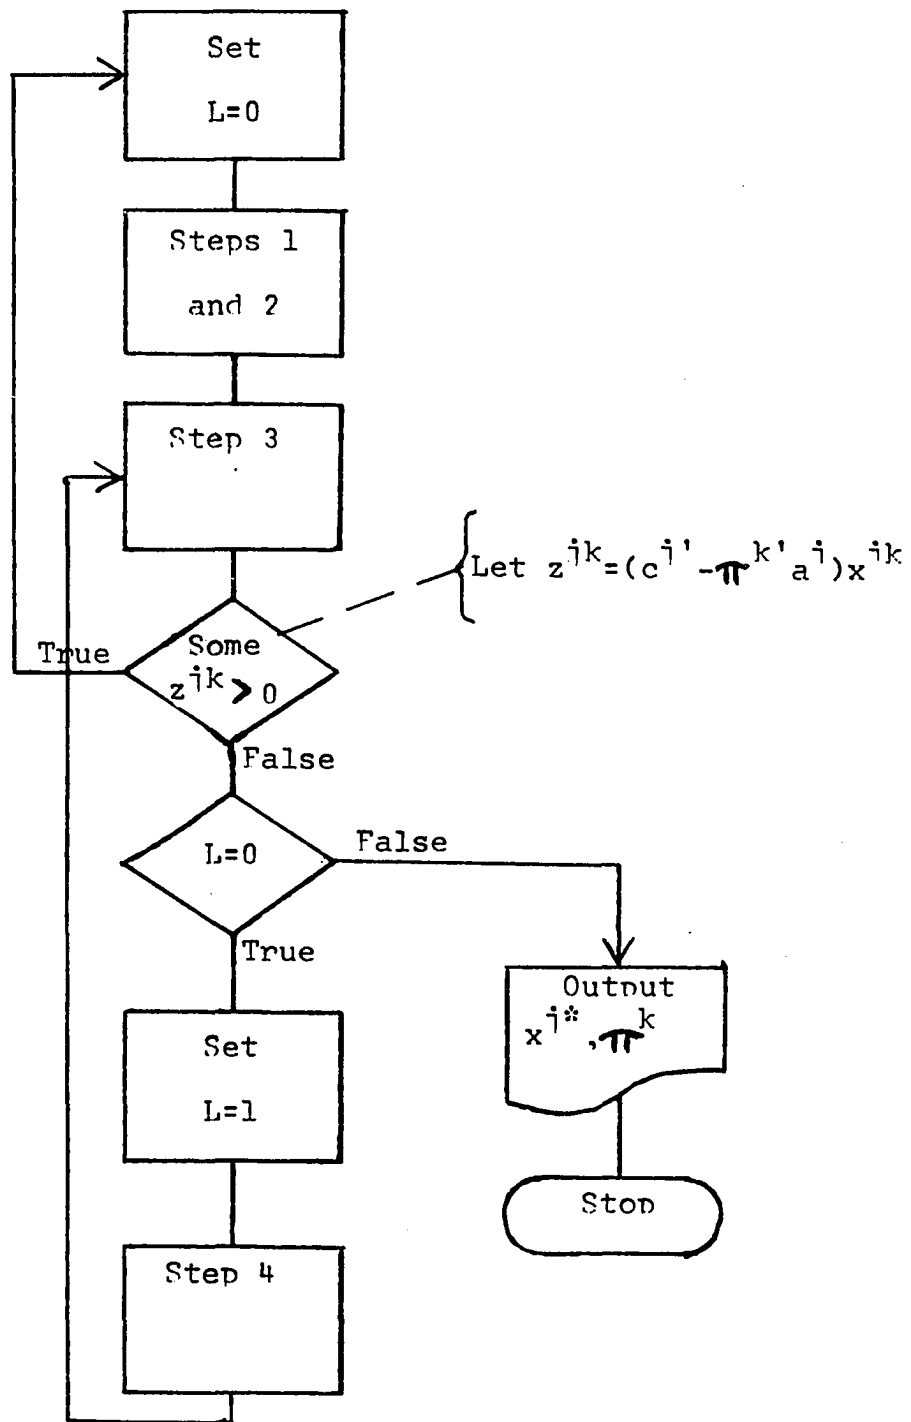 Set
L=0
Steps 1
and 2
Step 3
Let z^{jk}=(c^{j'}-π^{k'}a^{j})x^{jk}
True
Some
z^{jk}>0
False
L=0
False
True
Output
x^{j*},π^{k}
Set
L=1
Stop
Step 4